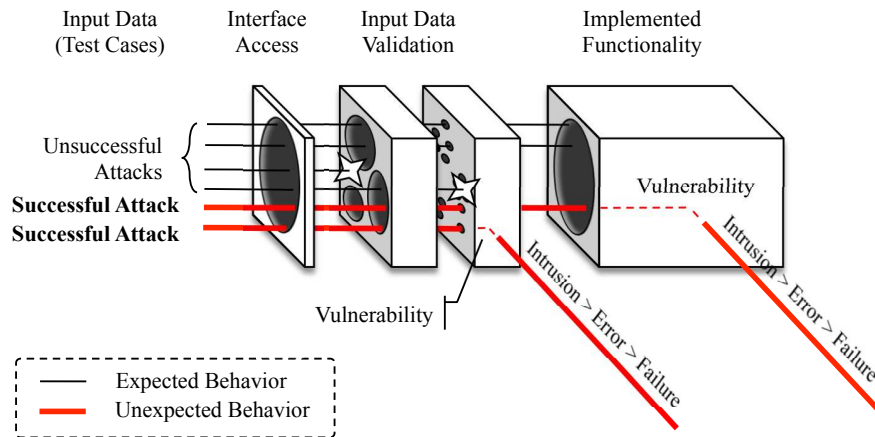 Input Data
(Test Cases)
Interface
Access
Input Data
Validation
Implemented
Functionality
Unsuccessful
Attacks
Successful Attack
Successful Attack
Vulnerability
Vulnerability
Intrusion > Error > Failure
Intrusion > Error > Failure
Expected Behavior
Unexpected Behavior